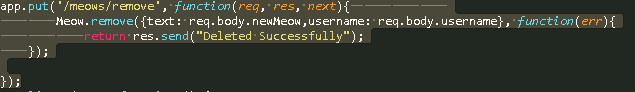 app.put('/meows/remove', function(req, res, next){
Meow.remove({text: req.body.newMeow,username: req.body.username}, function(err){
return res.send("Deleted Successfully");
});
});